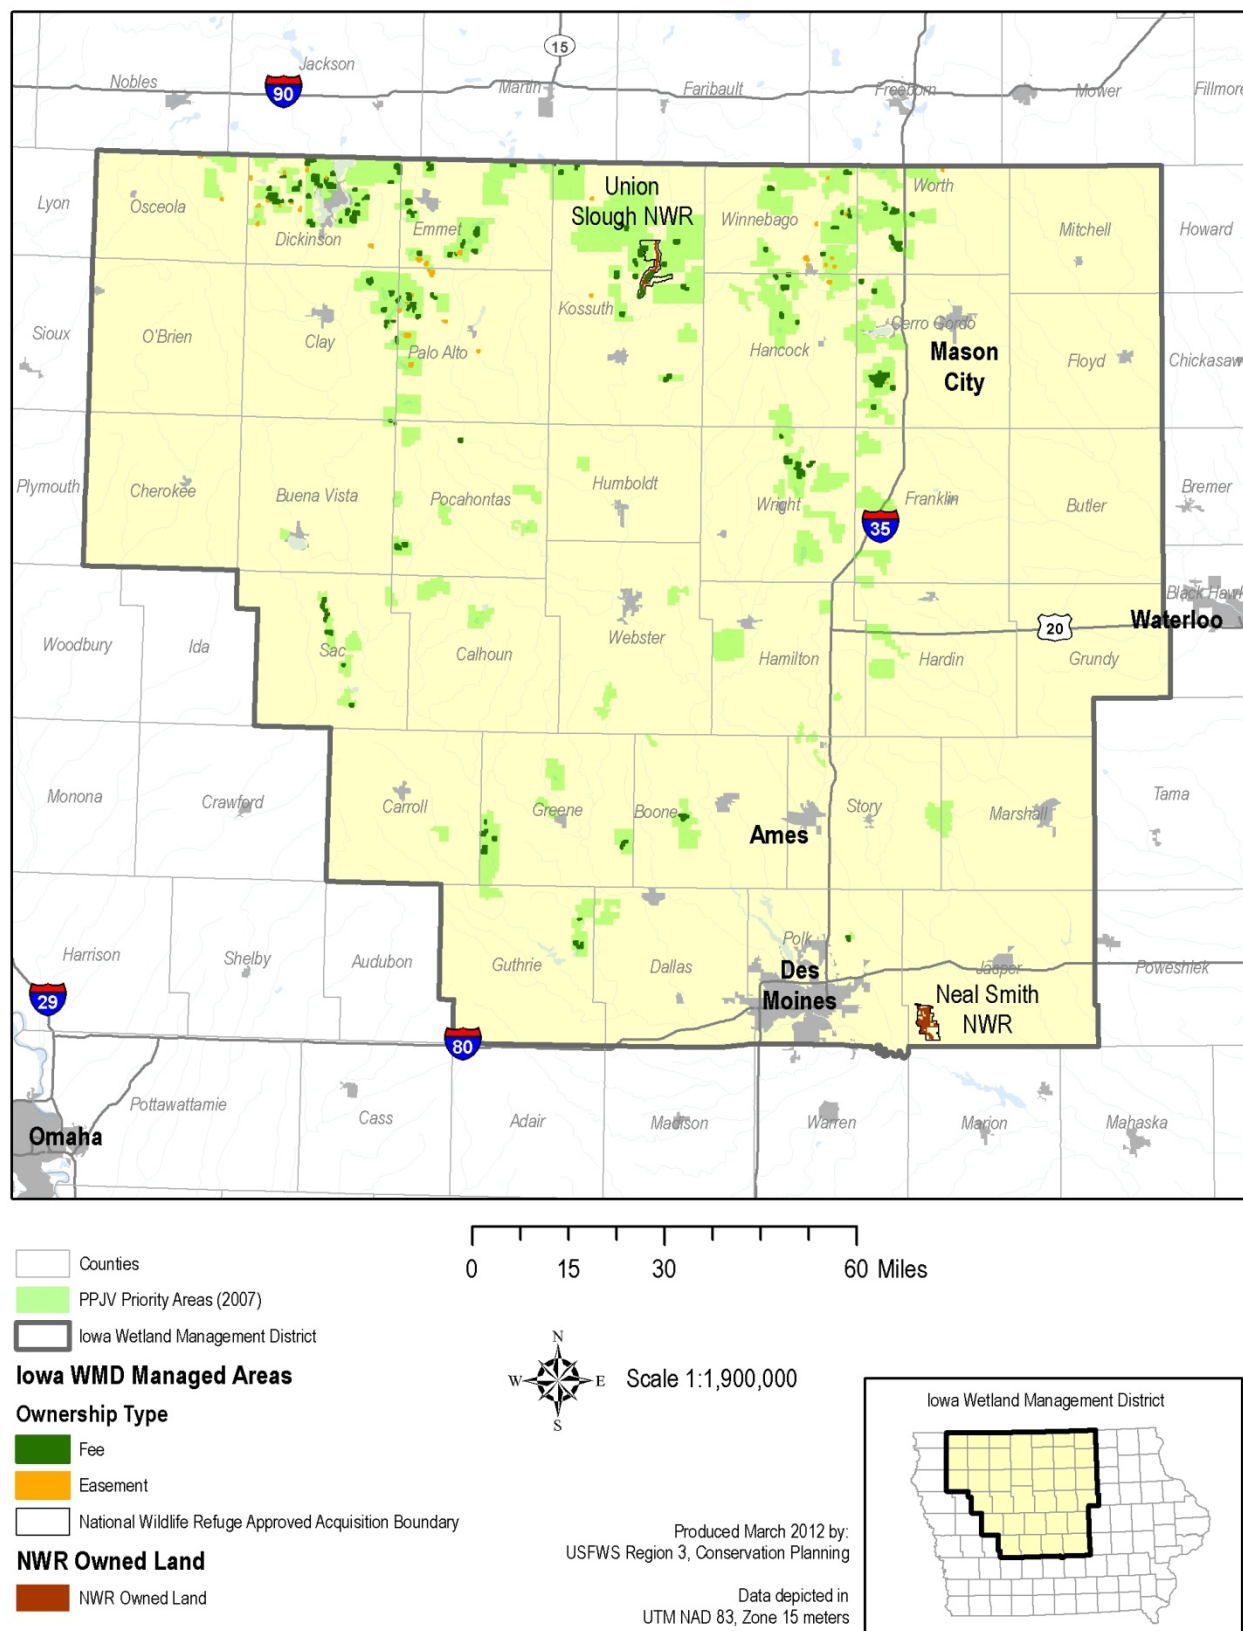 15
Jackson
Nobles
Martin
Faribault
Freeborn
Mower
Fillmore
90
Union
Slough NWR
Lyon
Osceola
Dickinson
Emmet
Winnebago
Worth
Mitchell
Howard
Kossuth
Sioux
O'Brien
Clay
Palo Alto
Hancock
Cerro Gordo
Mason
City
Floyd
Chickasaw
Plymouth
Cherokee
Buena Vista
Pocahontas
Humboldt
Wright
Franklin
Butler
Bremer
35
Black Hawk
Waterloo
20
Woodbury
Ida
Sac
Calhoun
Webster
Hamilton
Hardin
Grundy
Monona
Crawford
Carroll
Greene
Boone
Ames
Story
Marshall
Tama
Harrison
Shelby
Audubon
Guthrie
Dallas
Polk
Des
Moines
Jasper
Poweshiek
Neal Smith
NWR
29
80
Pottawattamie
Cass
Adair
Madison
Warren
Marion
Mahaska
Omaha
0 15 30 60 Miles
Counties
PPJV Priority Areas (2007)
Iowa Wetland Management District
Iowa WMD Managed Areas
Ownership Type
Fee
Easement
National Wildlife Refuge Approved Acquisition Boundary
NWR Owned Land
NWR Owned Land
N
W E
S
Scale 1:1,900,000
Produced March 2012 by:
USFWS Region 3, Conservation Planning
Data depicted in
UTM NAD 83, Zone 15 meters
Iowa Wetland Management District